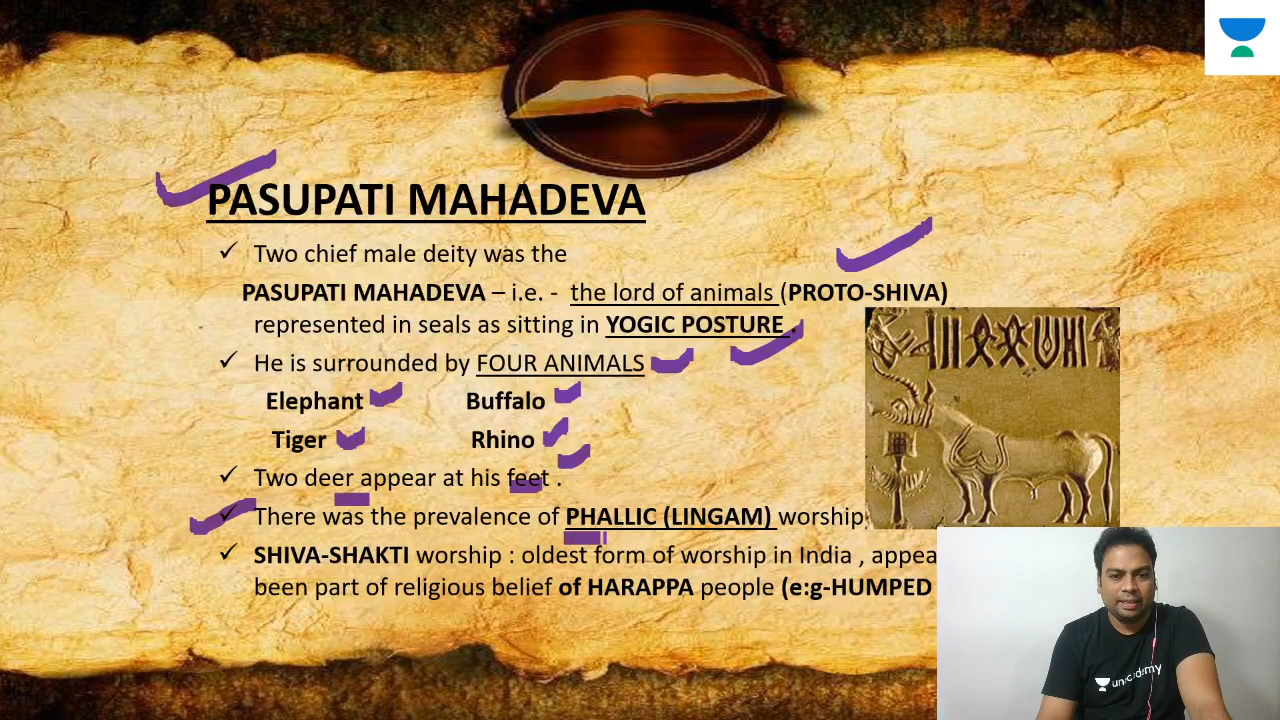 PASUPATI MAHADEVA
✓ Two chief male deity was the
PASUPATI MAHADEVA – i.e. - the lord of animals (PROTO-SHIVA)
represented in seals as sitting in YOGIC POSTURE .
✓ He is surrounded by FOUR ANIMALS
Elephant Buffalo
Tiger Rhino
✓ Two deer appear at his feet .
✓ There was the prevalence of PHALLIC (LINGAM) worship
✓ SHIVA-SHAKTI worship : oldest form of worship in India , appea
been part of religious belief of HARAPPA people (e:g-HUMPED
unacademy